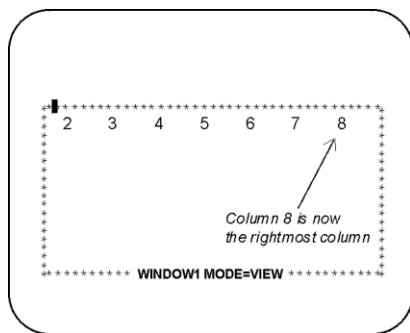 2 3 4 5 6 7 8
Column 8 is now
the rightmost column
WINDOW1 MODE=VIEW